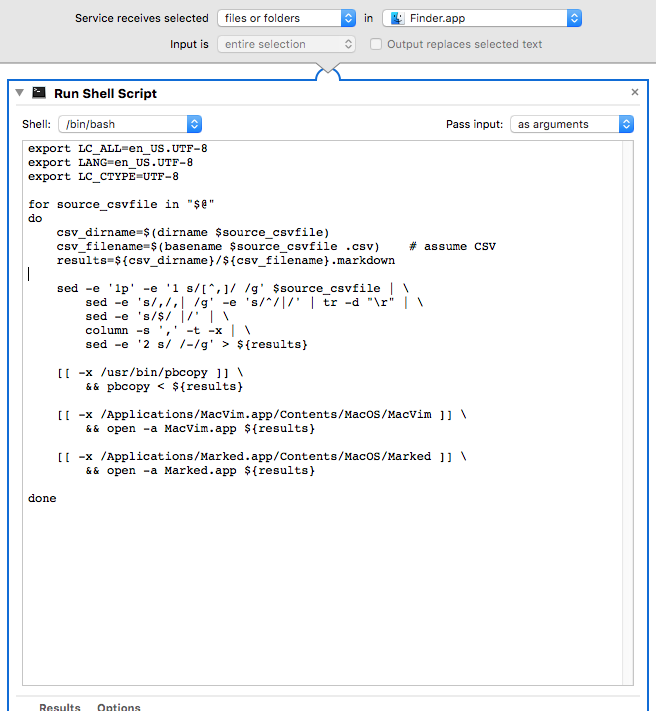 Service receives selected files or folders in Finder.app
Input is entire selection Output replaces selected text
Run Shell Script
Shell: /bin/bash Pass input: as arguments
export LC_ALL=en_US.UTF-8
export LANG=en_US.UTF-8
export LC_CTYPE=UTF-8
for source_csvfile in "$@"
do
    csv_dirname=$(dirname $source_csvfile)
    csv_filename=$(basename $source_csvfile .csv)    # assume CSV
    results=${csv_dirname}/${csv_filename}.markdown
    sed -e '1p' -e '1 s/[^,]/ /g' $source_csvfile | \
        sed -e 's/,/,| /g' -e 's/^/|/' | tr -d "\r" | \
        sed -e 's/$/ |/' | \
        column -s ',' -t -x | \
        sed -e '2 s/ /-/g' > ${results}
    [[ -x /usr/bin/pbcopy ]] \
        && pbcopy < ${results}
    [[ -x /Applications/MacVim.app/Contents/MacOS/MacVim ]] \
        && open -a MacVim.app ${results}
    [[ -x /Applications/Marked.app/Contents/MacOS/Marked ]] \
        && open -a Marked.app ${results}
done
Results Options